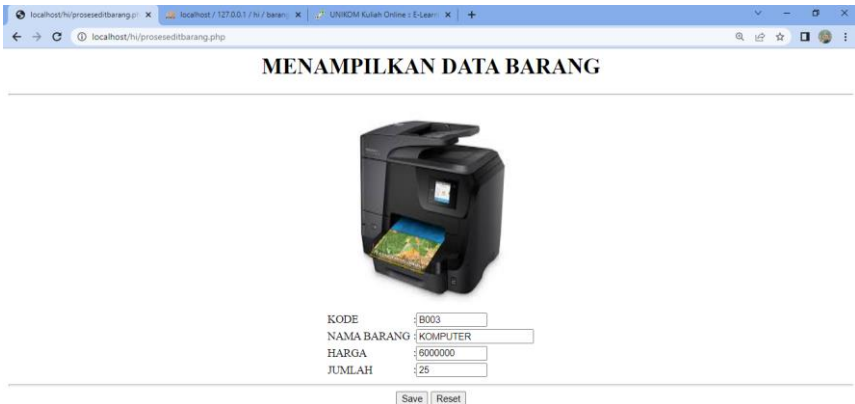 localhost/hi/proseseditbarang.ph
localhost / 127.0.0.1 / hi / barang
UNIKOM Kuliah Online :: E-Learni
localhost/hi/proseseditbarang.php
MENAMPILKAN DATA BARANG
KODE : B003
NAMA BARANG : KOMPUTER
HARGA : 6000000
JUMLAH : 25
Save Reset